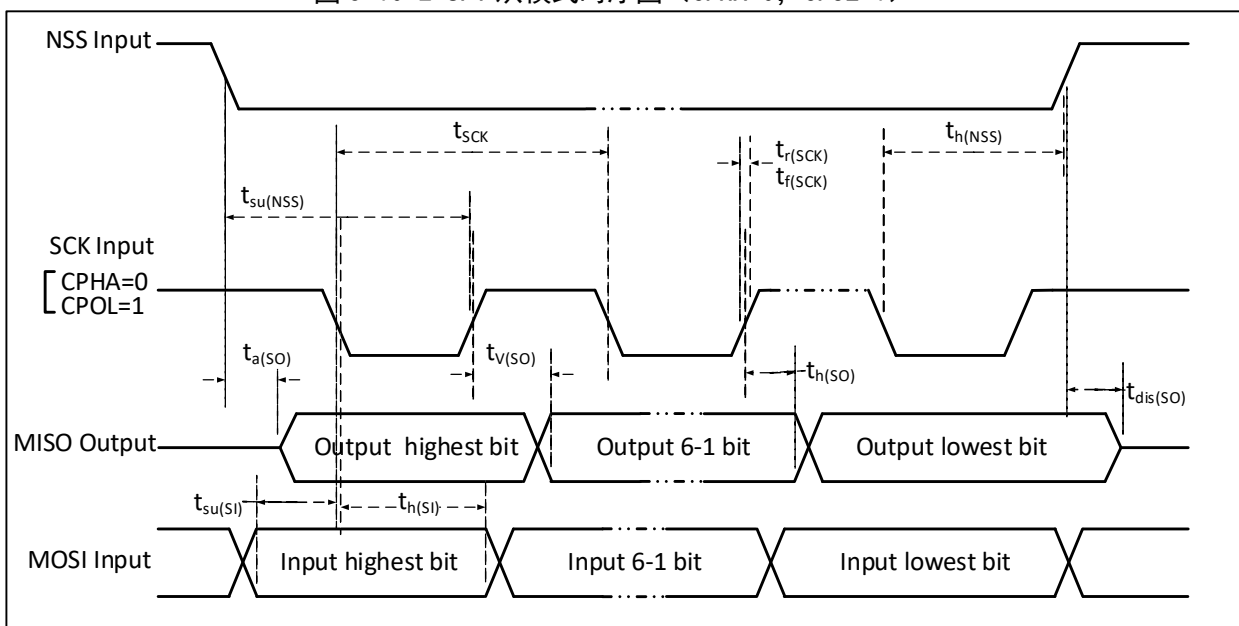 NSS Input
tSCK
th(NSS)
tr(SCK)
tf(SCK)
tsu(NSS)
SCK Input
CPHA=0
CPOL=1
ta(SO)
tV(SO)
th(SO)
tdis(SO)
MISO Output
Output highest bit
Output 6-1 bit
Output lowest bit
tsu(SI)
th(SI)
MOSI Input
Input highest bit
Input 6-1 bit
Input lowest bit